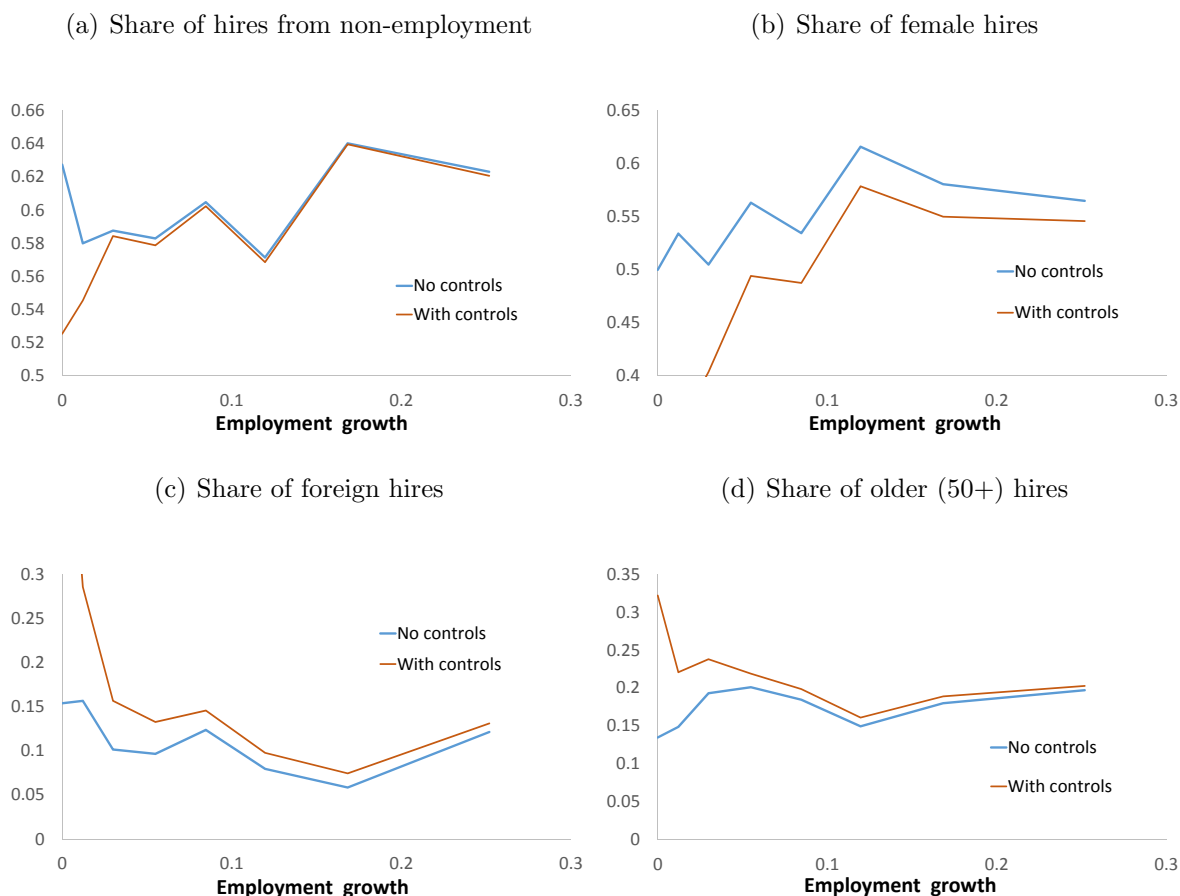 (a) Share of hires from non-employment
0.66
0.64
0.62
0.6
0.58
0.56
0.54
0.52
0.5
No controls
With controls
0
0.1
0.2
0.3
Employment growth
(b) Share of female hires
0.65
0.6
0.55
0.5
0.45
0.4
No controls
With controls
0
0.1
0.2
0.3
Employment growth
(c) Share of foreign hires
0.3
0.25
0.2
0.15
0.1
0.05
0
No controls
With controls
0
0.1
0.2
0.3
Employment growth
(d) Share of older (50+) hires
0.35
0.3
0.25
0.2
0.15
0.1
0.05
0
No controls
With controls
0
0.1
0.2
0.3
Employment growth